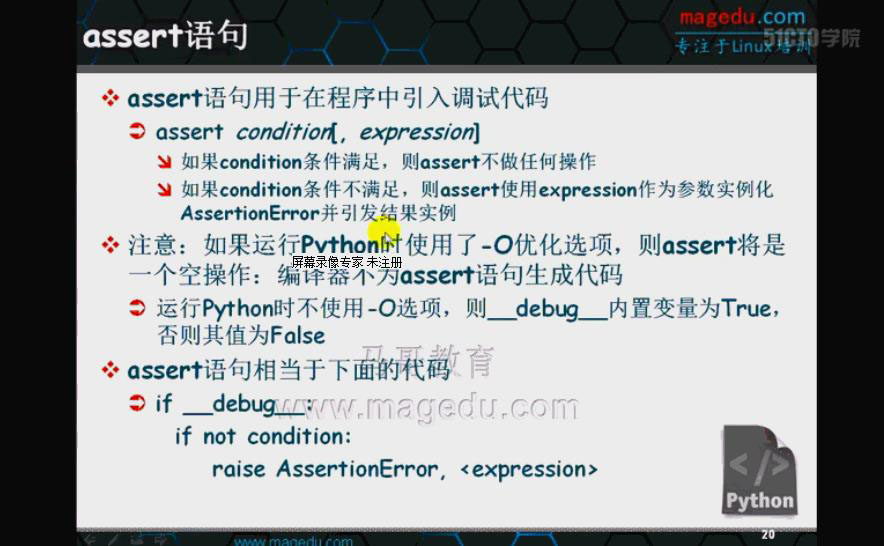 assert语句
magedu.com
51CTO学院
专注于Linux培训
assert语句用于在程序中引入调试代码
assert condition[, expression]
如果condition条件满足，则assert不做任何操作
如果condition条件不满足，则assert使用expression作为参数实例化
AssertionError并引发结果实例
注意：如果运行Python时使用了-O优化选项，则assert将是
屏幕录像专家 未注册
一个空操作：编译器不为assert语句生成代码
运行Python时不使用-O选项，则__debug__内置变量为True，
否则其值为False
马哥教育
assert语句相当于下面的代码
if __debug__:
www.magedu.com
if not condition:
raise AssertionError, <expression>
</>
Python
20
www.magedu.com